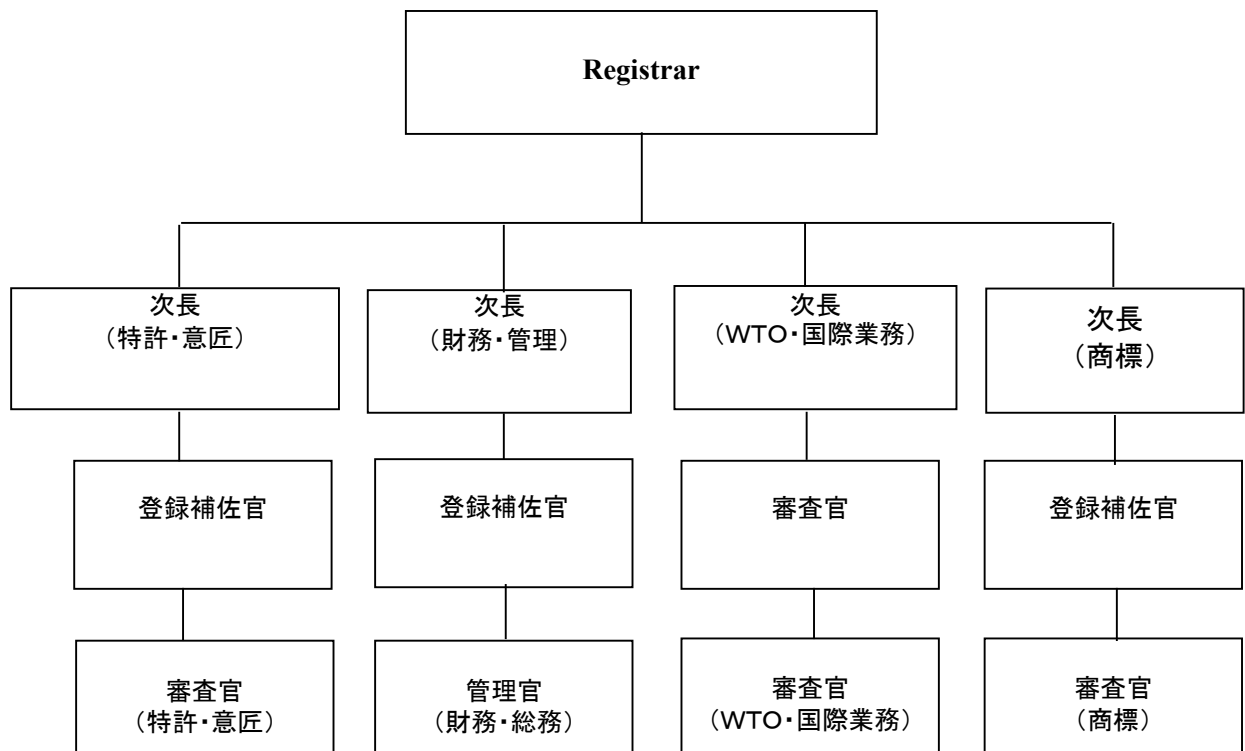 Registrar
次長
（特許・意匠）
次長
（財務・管理）
次長
（ＷＴＯ・国際業務）
次長
（商標）
登録補佐官
登録補佐官
審査官
登録補佐官
審査官
（特許・意匠）
管理官
（財務・総務）
審査官
（ＷＴＯ・国際業務）
審査官
（商標）